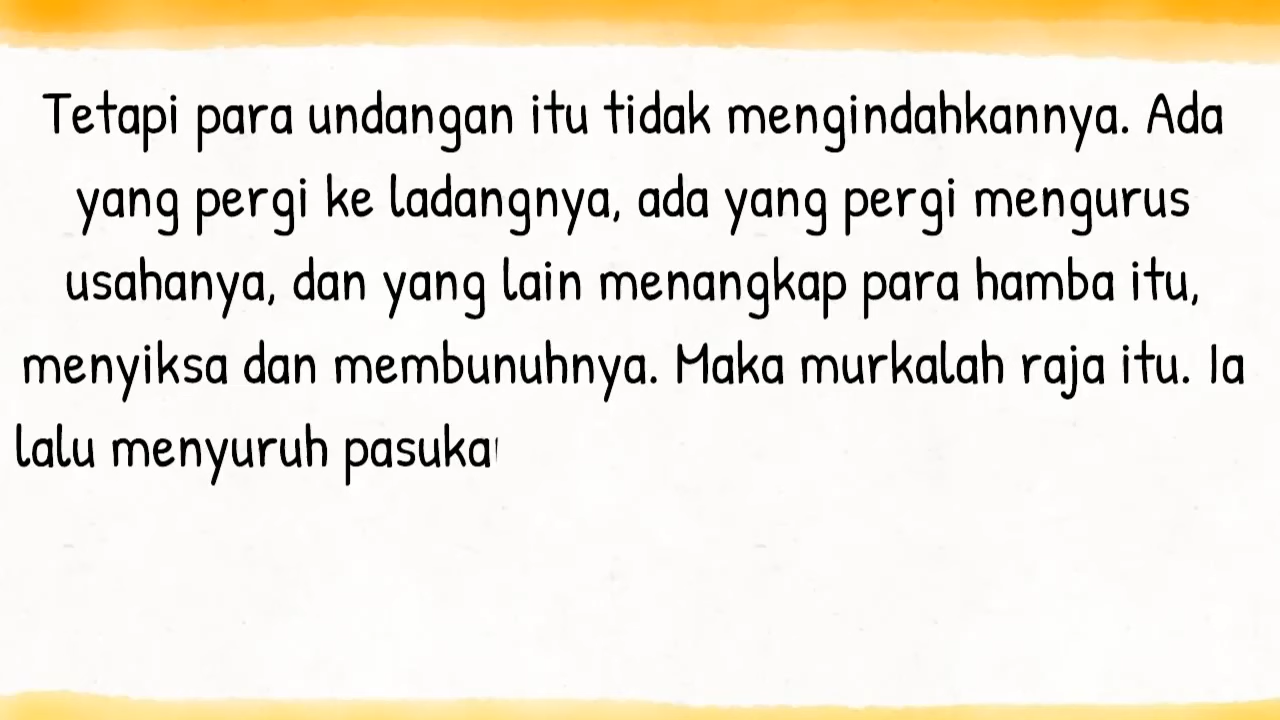 Tetapi para undangan itu tidak mengindahkannya. Ada
yang pergi ke ladangnya, ada yang pergi mengurus
usahanya, dan yang lain menangkap para hamba itu,
menyiksa dan membunuhnya. Maka murkalah raja itu. Ia
lalu menyuruh pasuka